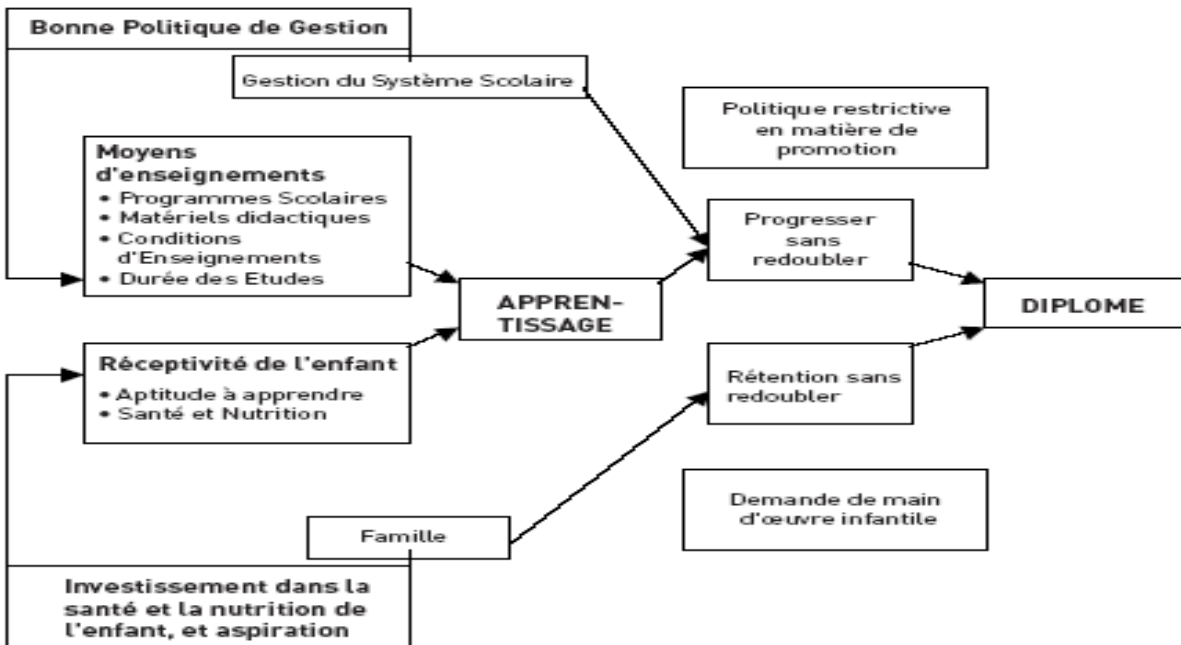 Bonne Politique de Gestion
Gestion du Système Scolaire
Politique restrictive
en matière de
promotion
Moyens
d'enseignements
• Programmes Scolaires
• Matériels didactiques
• Conditions
d'Enseignements
• Durée des Etudes
Progresser
sans
redoubler
APPREN-
TISSAGE
DIPLOME
Réceptivité de l'enfant
• Aptitude à apprendre
• Santé et Nutrition
Rétention sans
redoubler
Demande de main
d'œuvre infantile
Famille
Investissement dans la
santé et la nutrition de
l'enfant, et aspiration